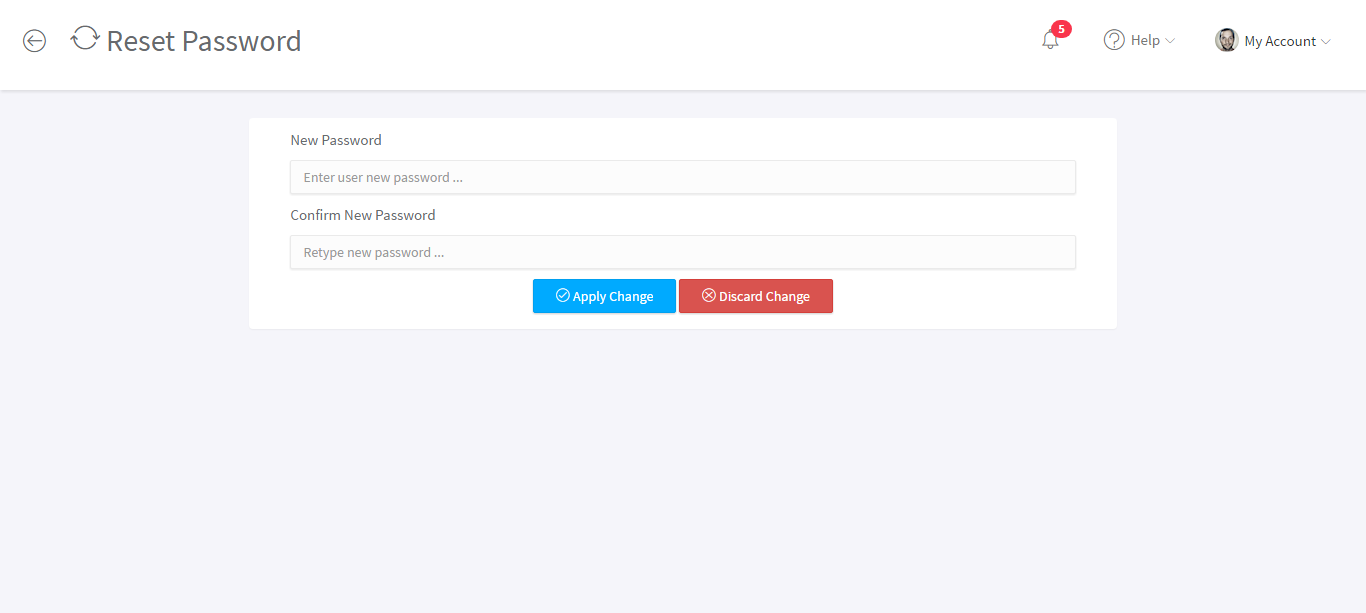 Reset Password
5
Help
My Account
New Password
Enter user new password ...
Confirm New Password
Retype new password ...
Apply Change
Discard Change